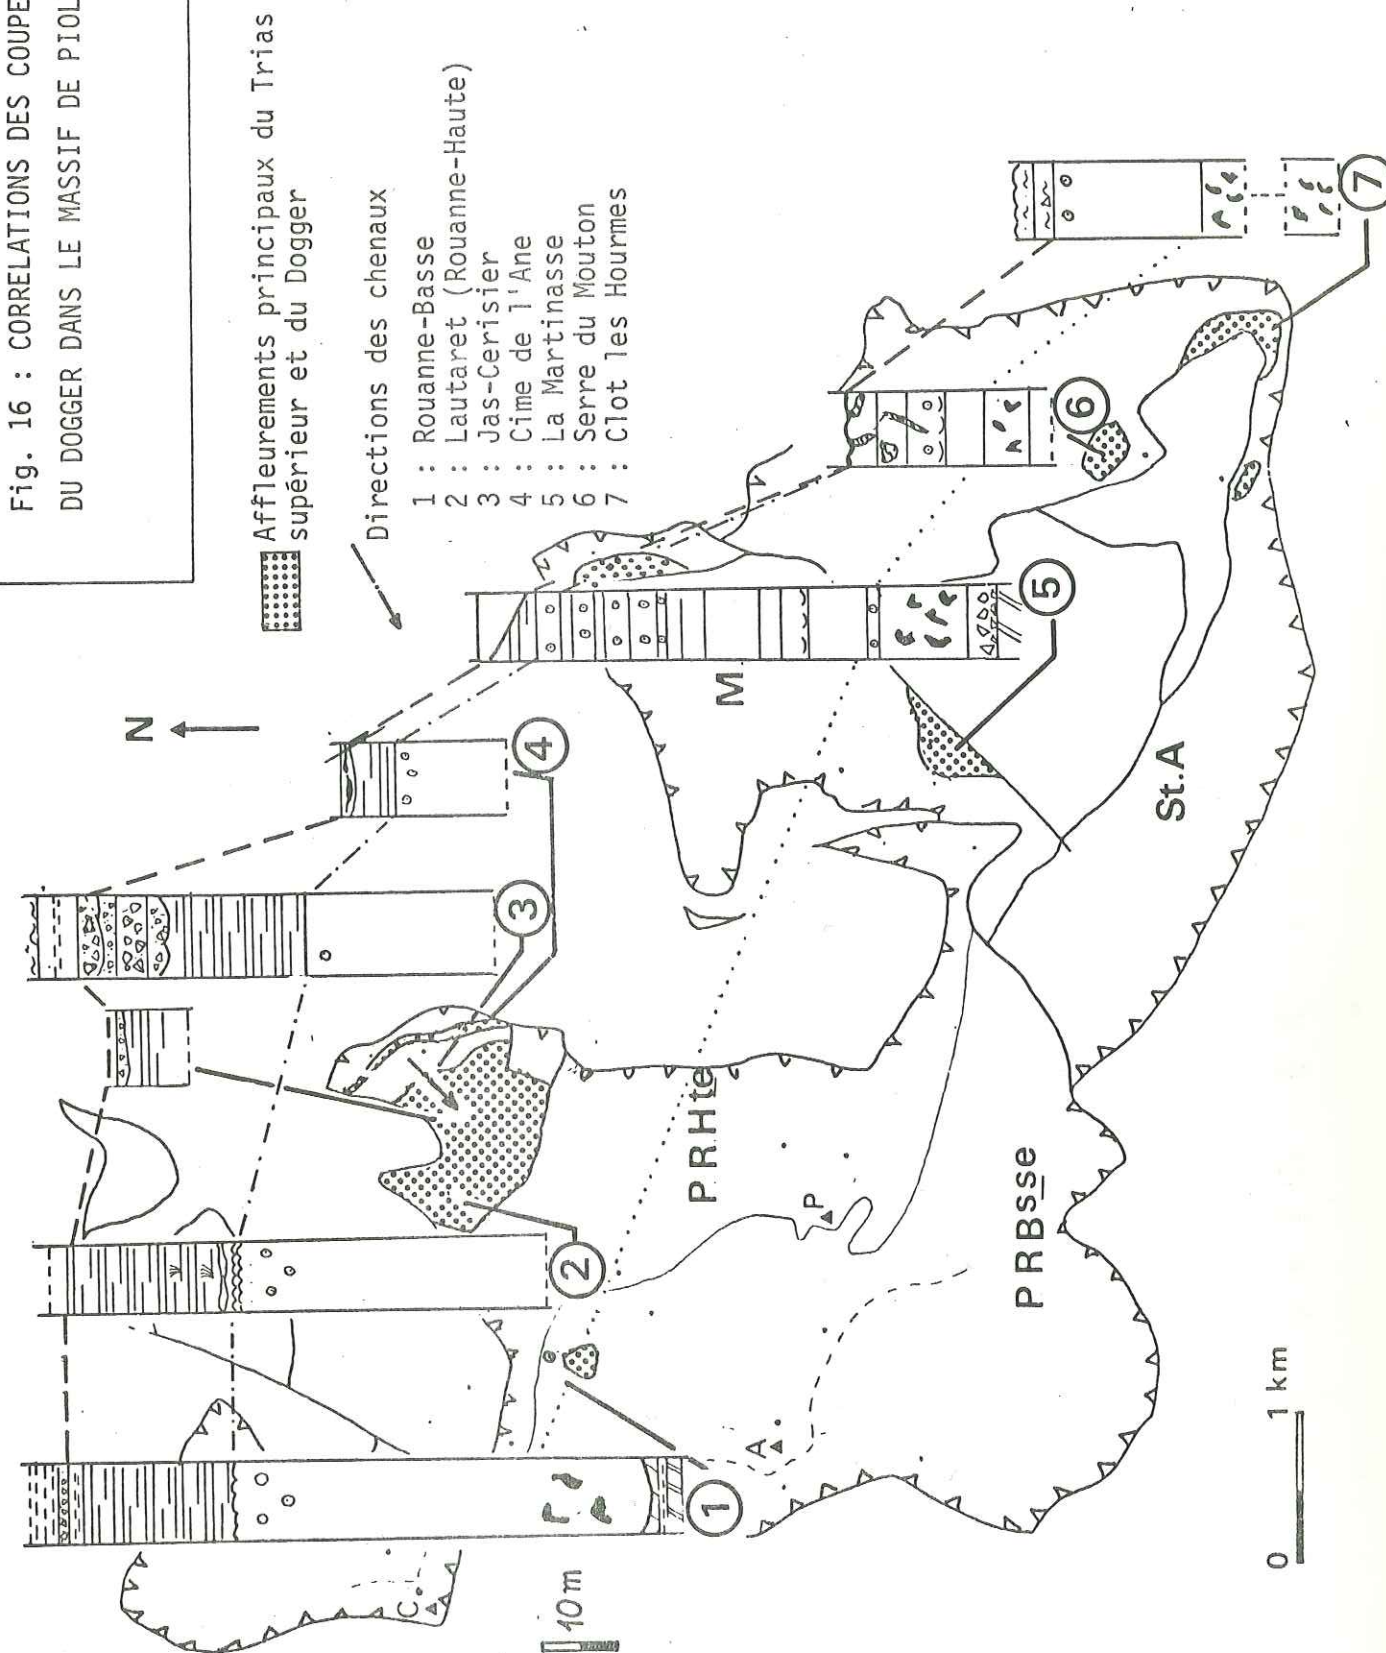 Fig. 16 : CORRELATIONS DES COUPE
DU DOGGER DANS LE MASSIF DE PIOL
Affleurements principaux du Trias
supérieur et du Dogger
Directions des chenaux
1 : Rouanne-Basse
2 : Lautaret (Rouanne-Haute)
3 : Jas-Cerisier
4 : Cime de l'Ane
5 : La Martinasse
6 : Serre du Mouton
7 : Clot les Hourmes
N
1
2
3
4
5
6
7
C
A
P
M
PRHte
PRBsse
St.A
10m
0 1 km